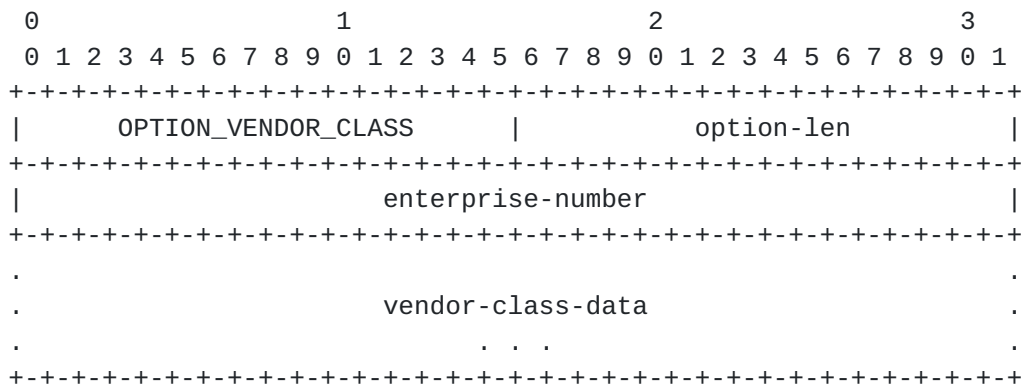 0                   1                   2                   3
 0 1 2 3 4 5 6 7 8 9 0 1 2 3 4 5 6 7 8 9 0 1 2 3 4 5 6 7 8 9 0 1
+-+-+-+-+-+-+-+-+-+-+-+-+-+-+-+-+-+-+-+-+-+-+-+-+-+-+-+-+-+-+-+-+
|      OPTION_VENDOR_CLASS      |           option-len          |
+-+-+-+-+-+-+-+-+-+-+-+-+-+-+-+-+-+-+-+-+-+-+-+-+-+-+-+-+-+-+-+-+
|                       enterprise-number                       |
+-+-+-+-+-+-+-+-+-+-+-+-+-+-+-+-+-+-+-+-+-+-+-+-+-+-+-+-+-+-+-+-+
.                                                               .
.                       vendor-class-data                       .
.                             . . .                             .
+-+-+-+-+-+-+-+-+-+-+-+-+-+-+-+-+-+-+-+-+-+-+-+-+-+-+-+-+-+-+-+-+